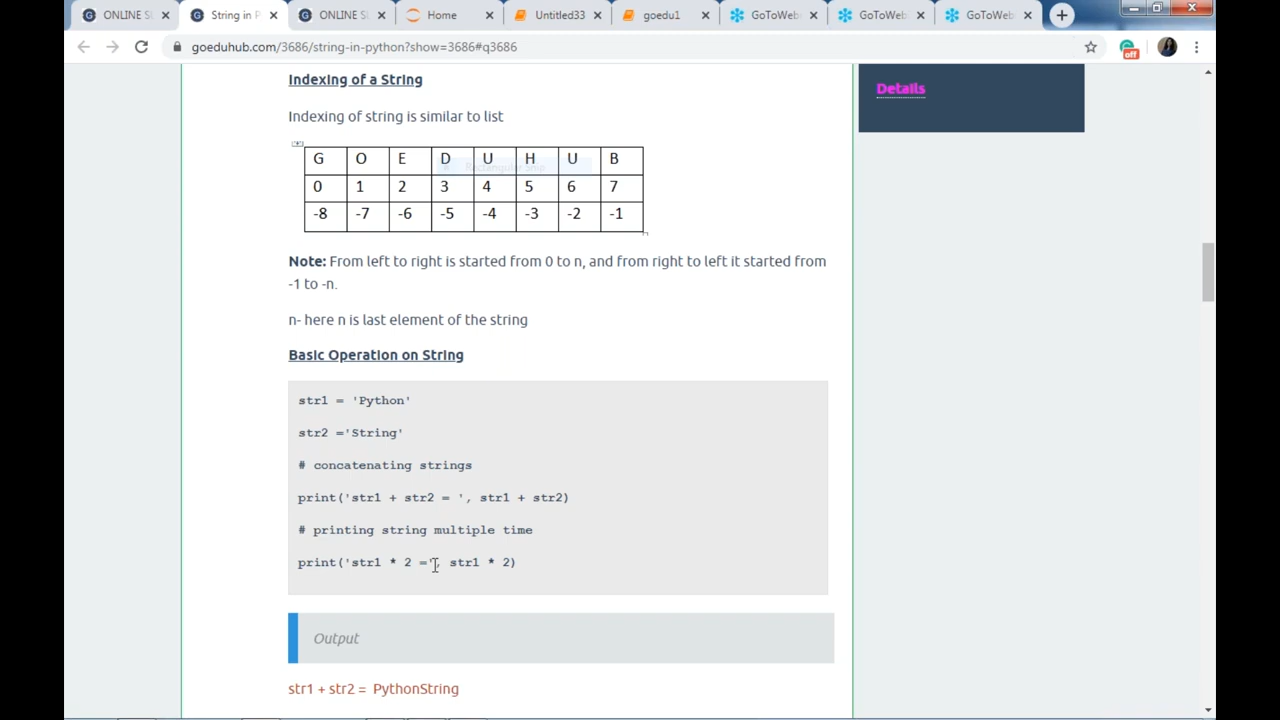 ONLINE SU
String in P
ONLINE SU
Home
Untitled33
goedu1
GoToWeb
GoToWeb
GoToWeb
goeduhub.com/3686/string-in-python?show=3686#q3686
off
Indexing of a String
Details
Indexing of string is similar to list
G O E D U H U B
Rectangular Snip
0 1 2 3 4 5 6 7
-8 -7 -6 -5 -4 -3 -2 -1
Note: From left to right is started from 0 to n, and from right to left it started from
-1 to -n.
n- here n is last element of the string
Basic Operation on String
str1 = 'Python'
str2 ='String'
# concatenating strings
print('str1 + str2 = ', str1 + str2)
# printing string multiple time
print('str1 * 2 =', str1 * 2)
Output
str1 + str2 = PythonString